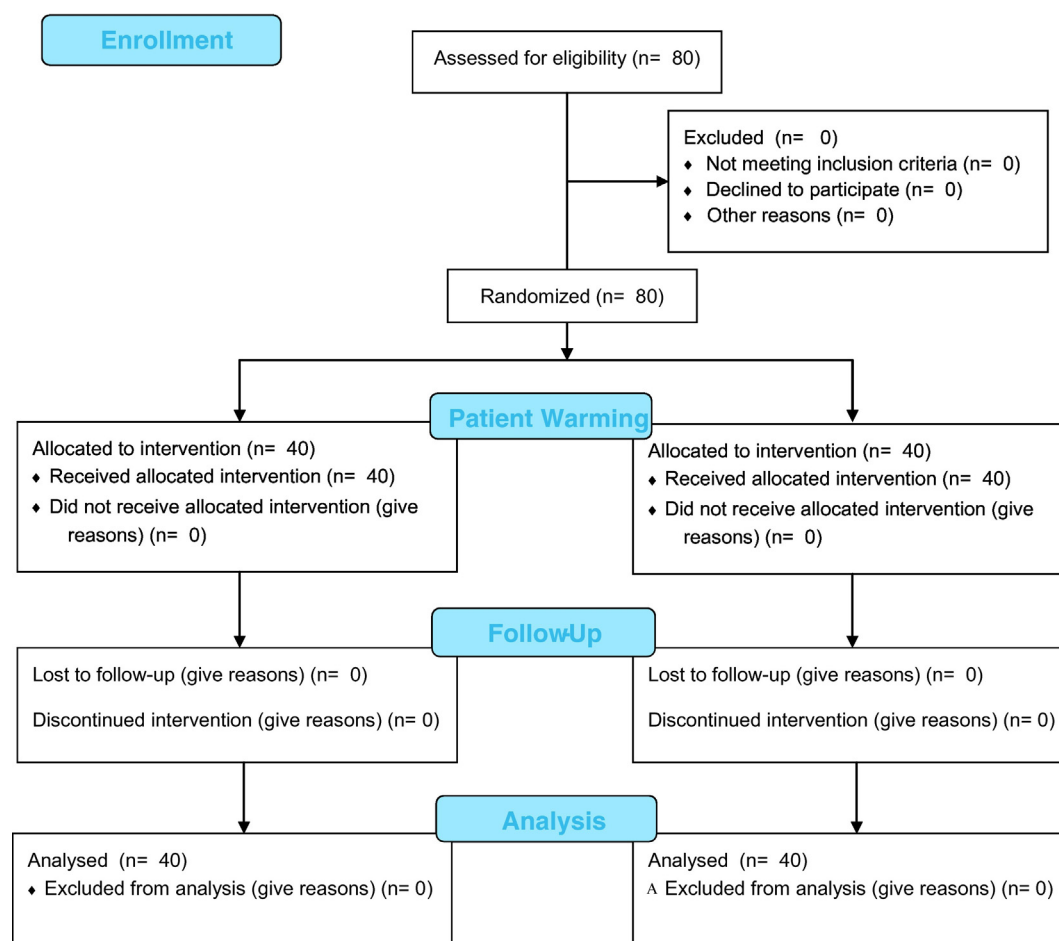 Enrollment
Assessed for eligibility (n= 80)
Excluded (n= 0)
♦ Not meeting inclusion criteria (n= 0)
♦ Declined to participate (n= 0)
♦ Other reasons (n= 0)
Randomized (n= 80)
Patient Warming
Allocated to intervention (n= 40)
♦ Received allocated intervention (n= 40)
♦ Did not receive allocated intervention (give
reasons) (n= 0)
Allocated to intervention (n= 40)
♦ Received allocated intervention (n= 40)
♦ Did not receive allocated intervention (give
reasons) (n= 0)
Follow-Up
Lost to follow-up (give reasons) (n= 0)
Discontinued intervention (give reasons) (n= 0)
Lost to follow-up (give reasons) (n= 0)
Discontinued intervention (give reasons) (n= 0)
Analysis
Analysed (n= 40)
♦ Excluded from analysis (give reasons) (n= 0)
Analysed (n= 40)
A Excluded from analysis (give reasons) (n= 0)